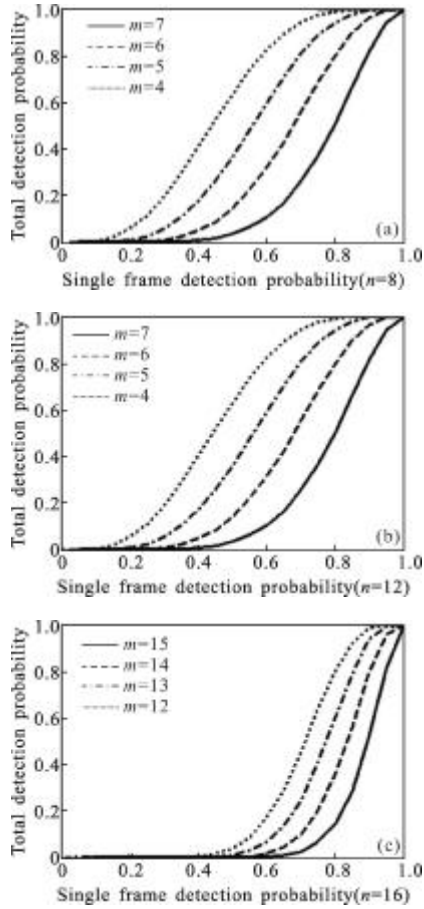 Total detection probability
1.0
0.8
0.6
0.4
0.2
0
m=7
m=6
m=5
m=4
(a)
0 0.2 0.4 0.6 0.8 1.0
Single frame detection probability(n=8)
Total detection probability
1.0
0.8
0.6
0.4
0.2
0
m=7
m=6
m=5
m=4
(b)
0 0.2 0.4 0.6 0.8 1.0
Single frame detection probability(n=12)
Total detection probability
1.0
0.8
0.6
0.4
0.2
0
m=15
m=14
m=13
m=12
(c)
0 0.2 0.4 0.6 0.8 1.0
Single frame detection probability(n=16)